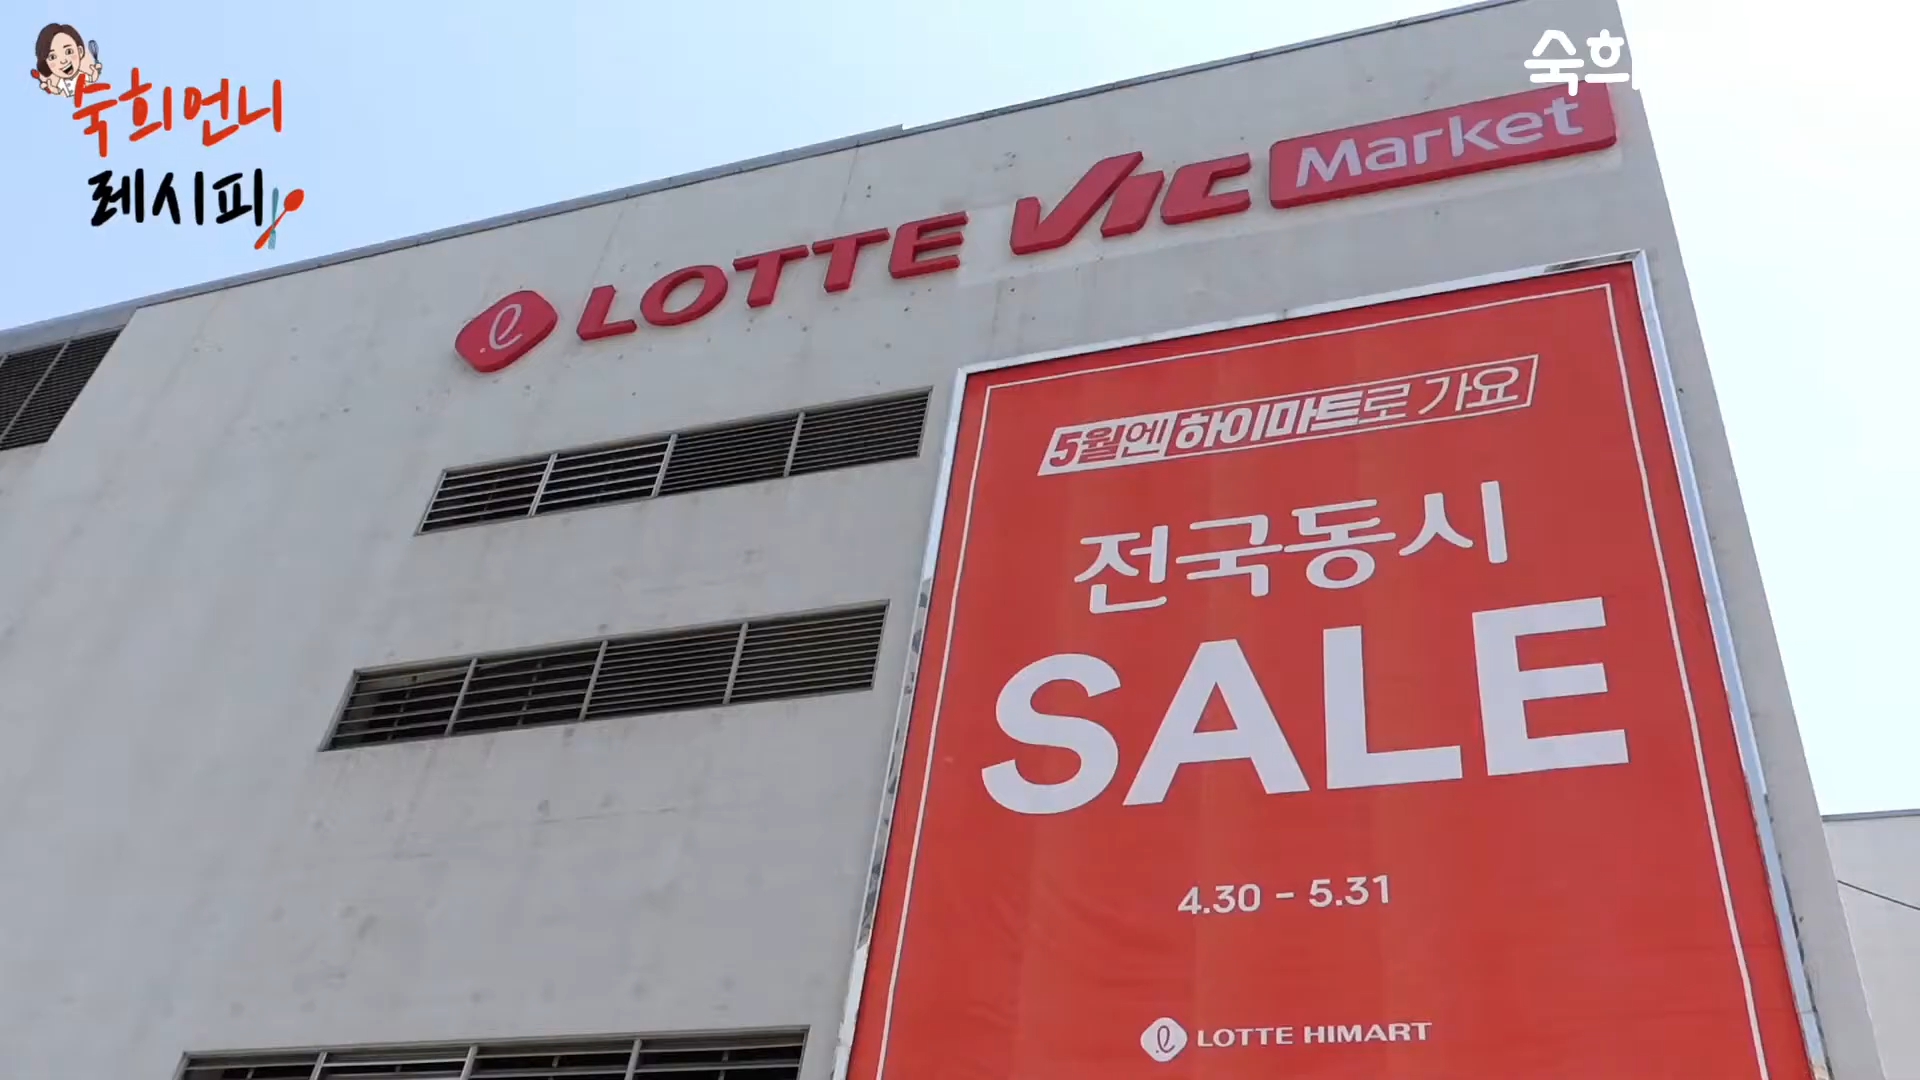 숙희언니
레시피
숙희
LOTTE VIC Market
5월엔 하이마트로 가요
전국동시
SALE
4.30 - 5.31
LOTTE HIMART